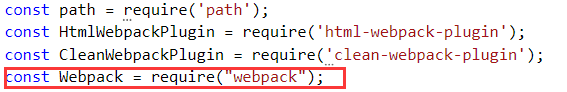 const path = require('path');
const HtmlWebpackPlugin = require('html-webpack-plugin');
const CleanWebpackPlugin = require('clean-webpack-plugin');
const Webpack = require("webpack");